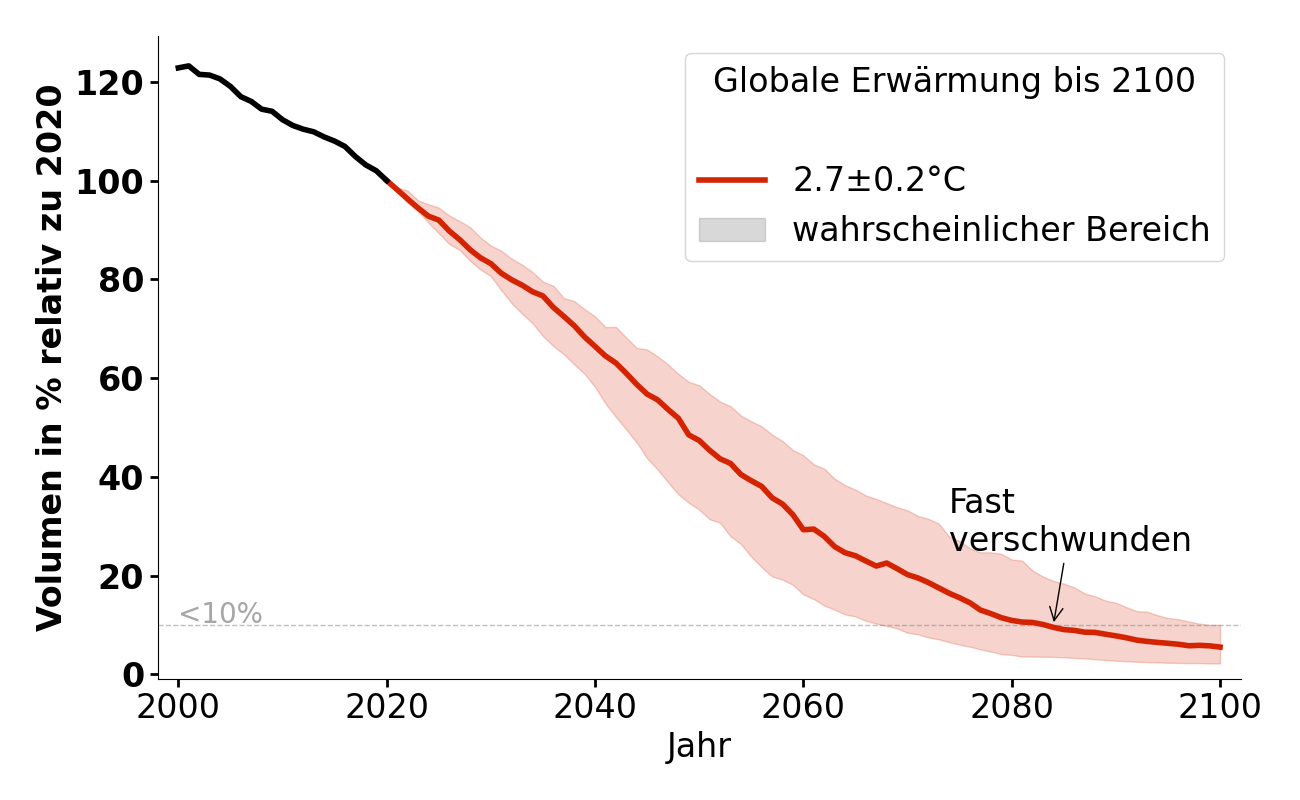 Volumen in % relativ zu 2020
120
100
80
60
40
20
0
Globale Erwärmung bis 2100
2.7±0.2°C
wahrscheinlicher Bereich
Fast
verschwunden
<10%
2000
2020
2040
2060
2080
2100
Jahr